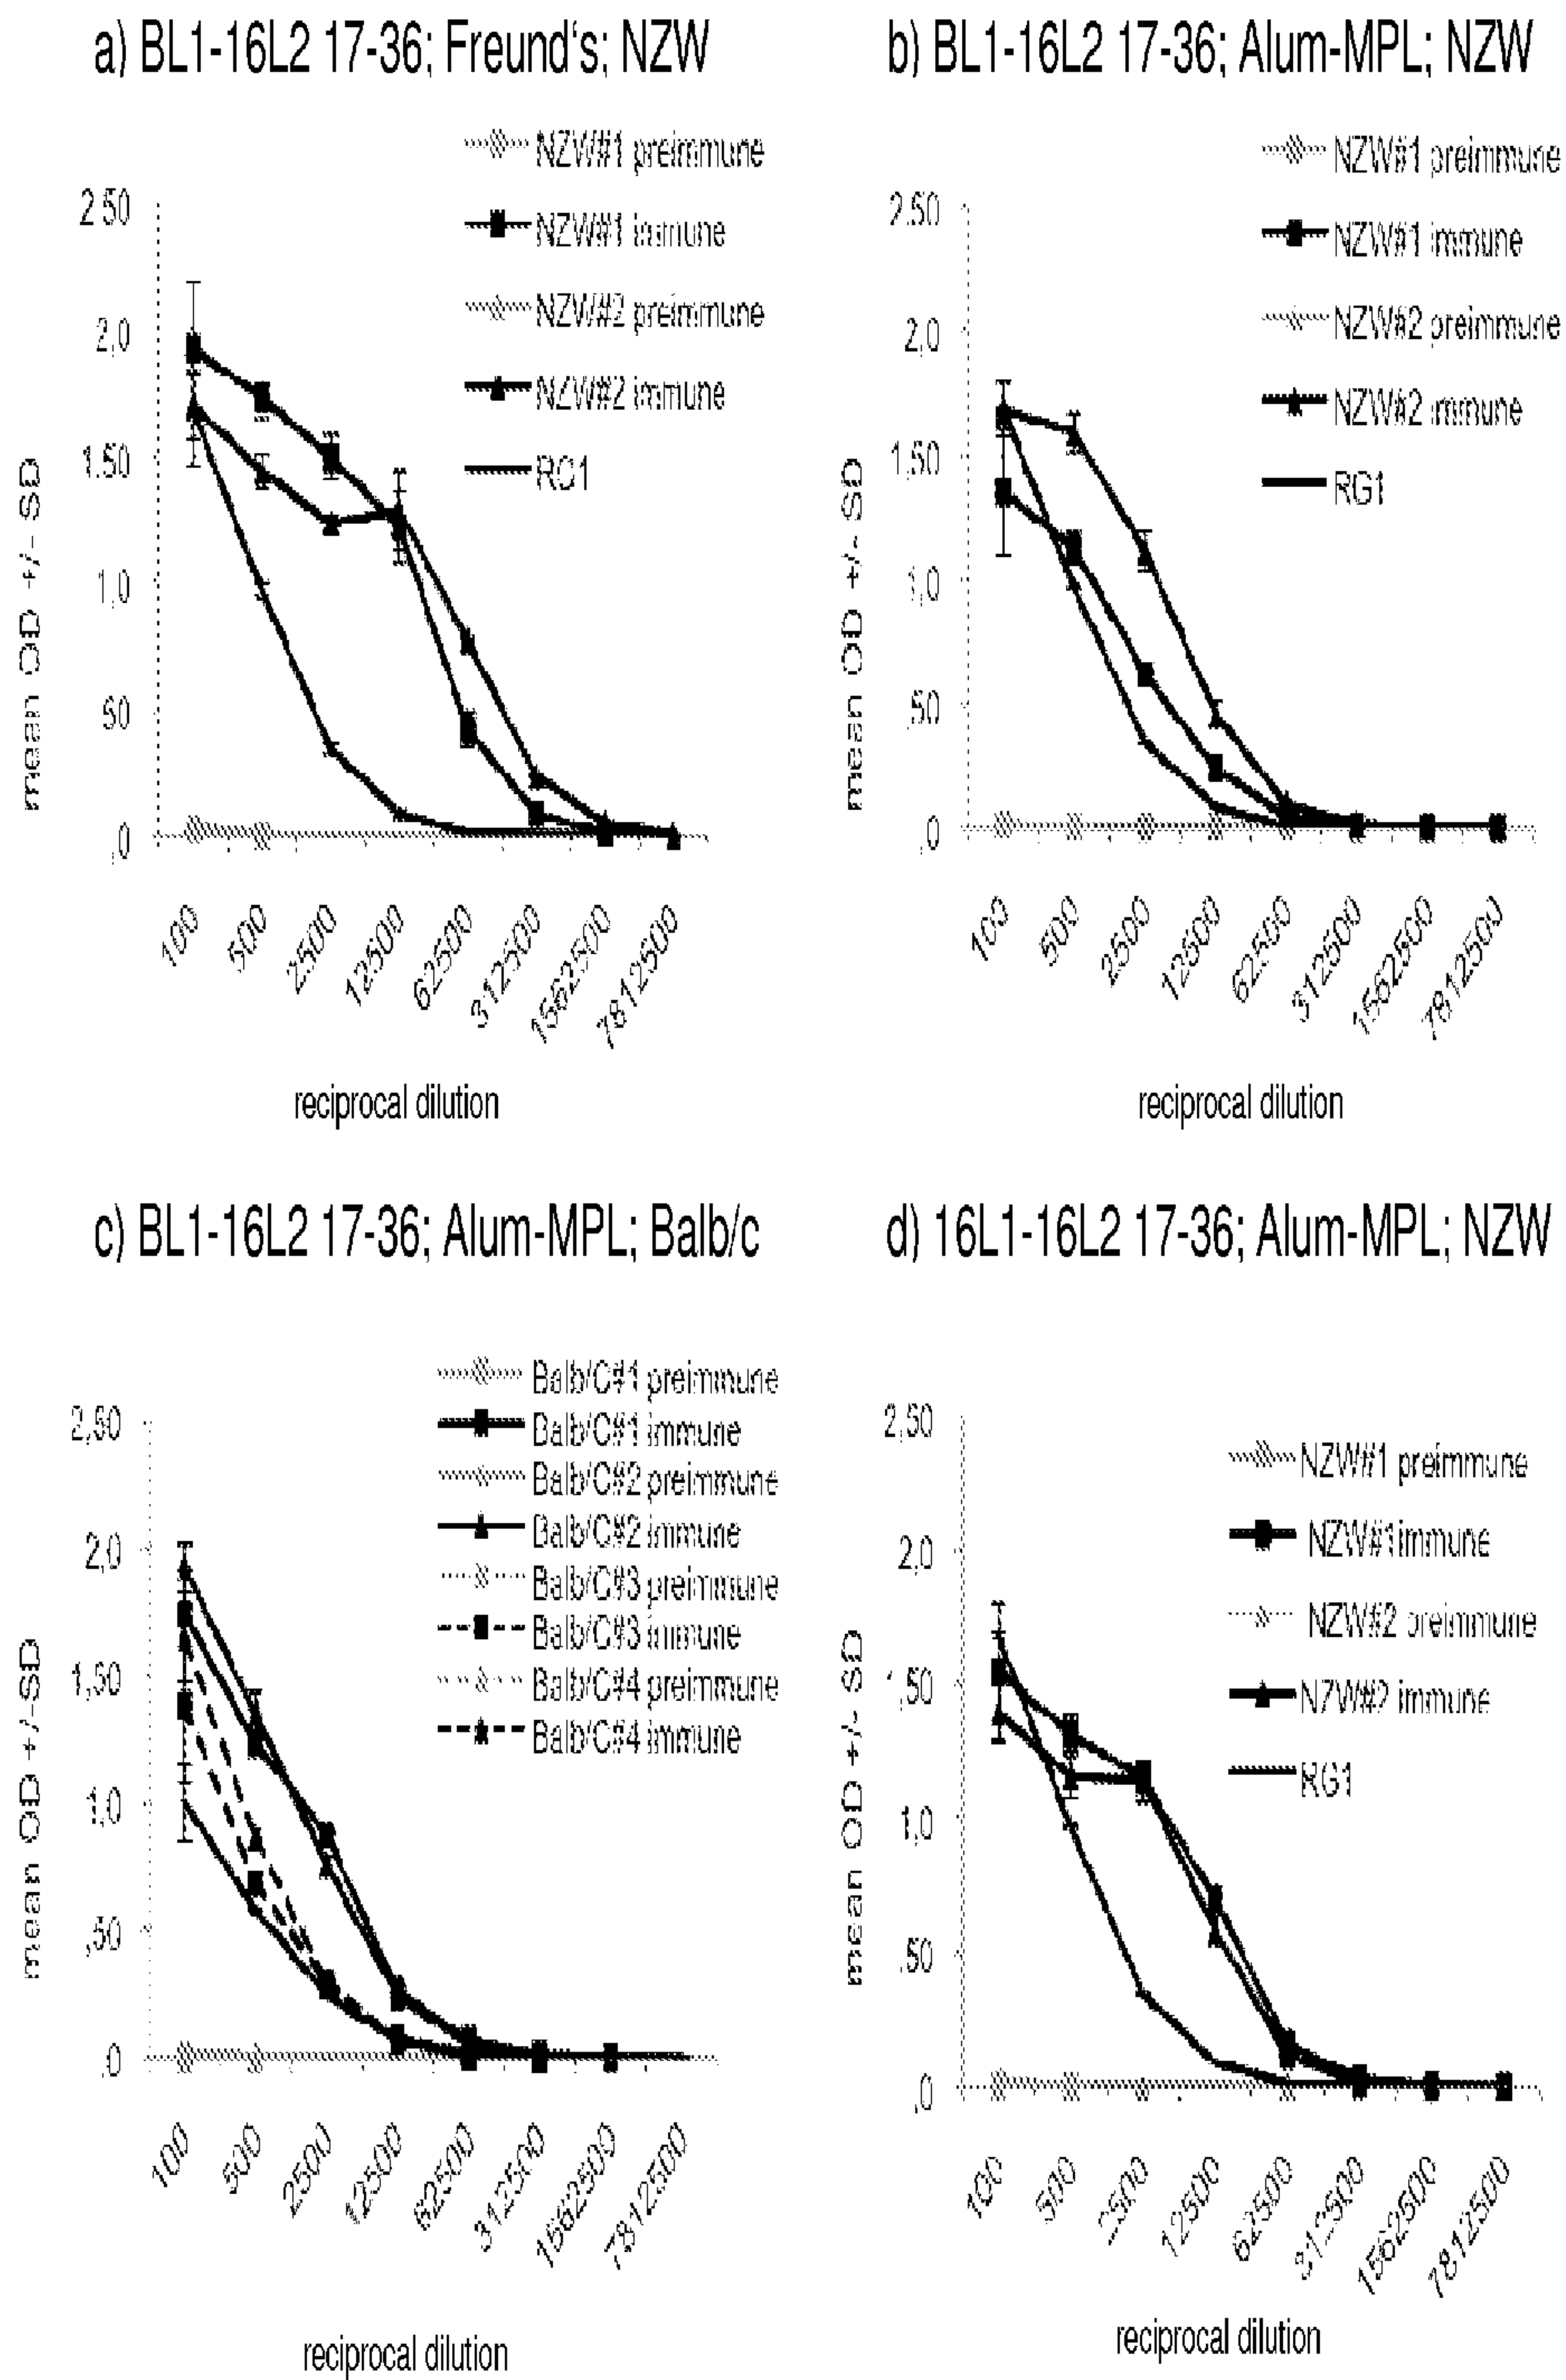 a) BL1-16L2 17-36; Freund's; NZW
NZW#1 preimmune
NZW#1 immune
NZW#2 preimmune
NZW#2 immune
RG1
2 50
2,0
1,50
1,0
,50
,0
mean OD +/- SD
100
500
2500
12500
62500
312500
1562500
7812500
reciprocal dilution
b) BL1-16L2 17-36; Alum-MPL; NZW
NZW#1 preimmune
NZW#1 immune
NZW#2 preimmune
NZW#2 immune
RG1
2,50
2,0
1,50
1,0
,50
,0
mean OD +/- SD
100
500
2500
12500
62500
312500
1562500
7812500
reciprocal dilution
c) BL1-16L2 17-36; Alum-MPL; Balb/c
Balb/C#1 preimmune
Balb/C#1 immune
Balb/C#2 preimmune
Balb/C#2 immune
Balb/C#3 preimmune
Balb/C#3 immune
Balb/C#4 preimmune
Balb/C#4 immune
2,50
2,0
1,50
1,0
,50
,0
mean OD +/-SD
100
500
2500
12500
62500
312500
1562500
7812500
reciprocal dilution
d) 16L1-16L2 17-36; Alum-MPL; NZW
NZW#1 preimmune
NZW#1immune
NZW#2 preimmune
NZW#2 immune
RG1
2,50
2,0
1,50
1,0
,50
,0
mean OD +/- SD
100
500
2500
12500
62500
312500
1562500
7812500
reciprocal dilution